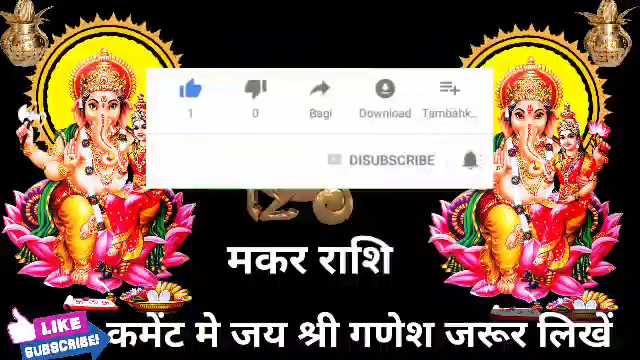 1 0 Bagi Download Tambahk...
DISUBSCRIBE
मकर राशि
LIKE
SUBSCRIBE!
कमेंट मे जय श्री गणेश जरूर लिखें